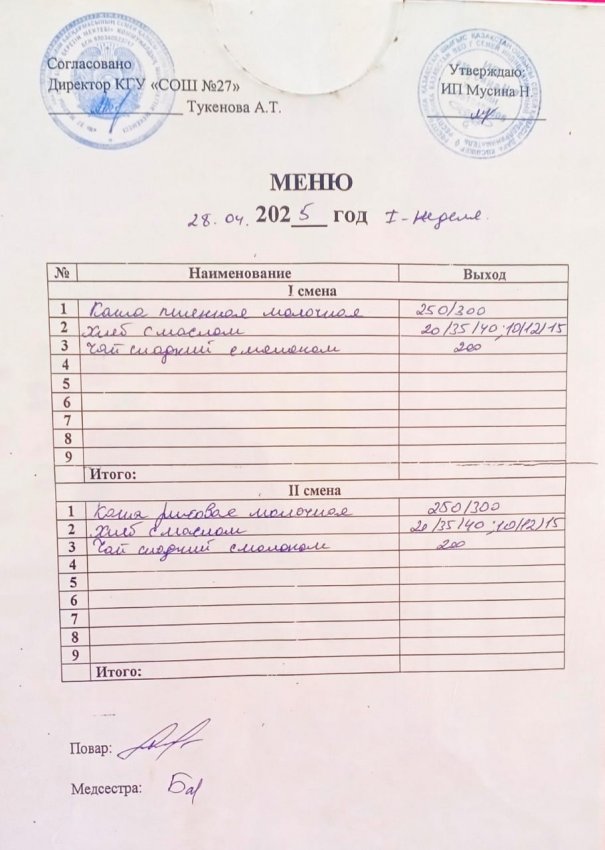 Согласовано
Директор КГУ «СОШ №27»
Тукенова А.Т.
Утверждаю:
ИП Мусина Н
МЕНЮ
28.04. 2025 год I-неделя.
№ Наименование Выход
I смена
1 Каша пшенная молочная 250/300
2 Хлеб с маслом 20/35/40;10/12/15
3 Чай сладкий с молоком 200
4
5
6
7
8
9
Итого:
II смена
1 Каша рисовая молочная 250/300
2 Хлеб с маслом 20/35/40;10/12/15
3 Чай сладкий с молоком 200
4
5
6
7
8
9
Итого:
Повар:
Медсестра: